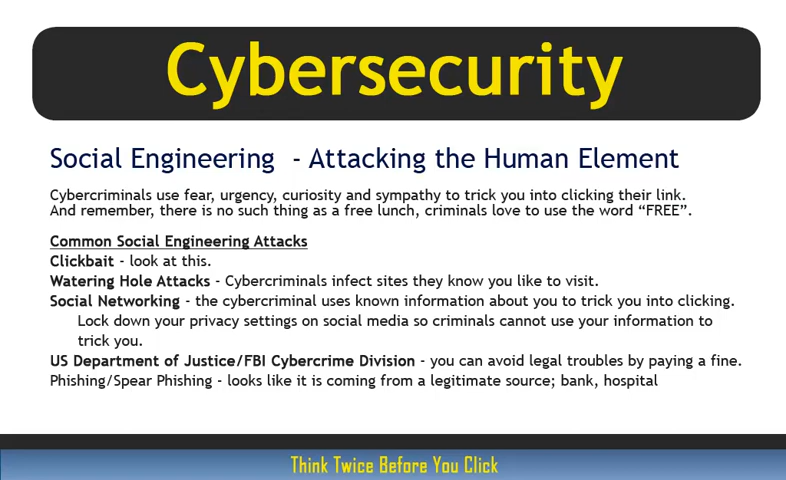 Cybersecurity
Social Engineering - Attacking the Human Element
Cybercriminals use fear, urgency, curiosity and sympathy to trick you into clicking their link.
And remember, there is no such thing as a free lunch, criminals love to use the word “FREE”.
Common Social Engineering Attacks
Clickbait - look at this.
Watering Hole Attacks - Cybercriminals infect sites they know you like to visit.
Social Networking - the cybercriminal uses known information about you to trick you into clicking.
Lock down your privacy settings on social media so criminals cannot use your information to
trick you.
US Department of Justice/FBI Cybercrime Division - you can avoid legal troubles by paying a fine.
Phishing/Spear Phishing - looks like it is coming from a legitimate source; bank, hospital
Think Twice Before You Click